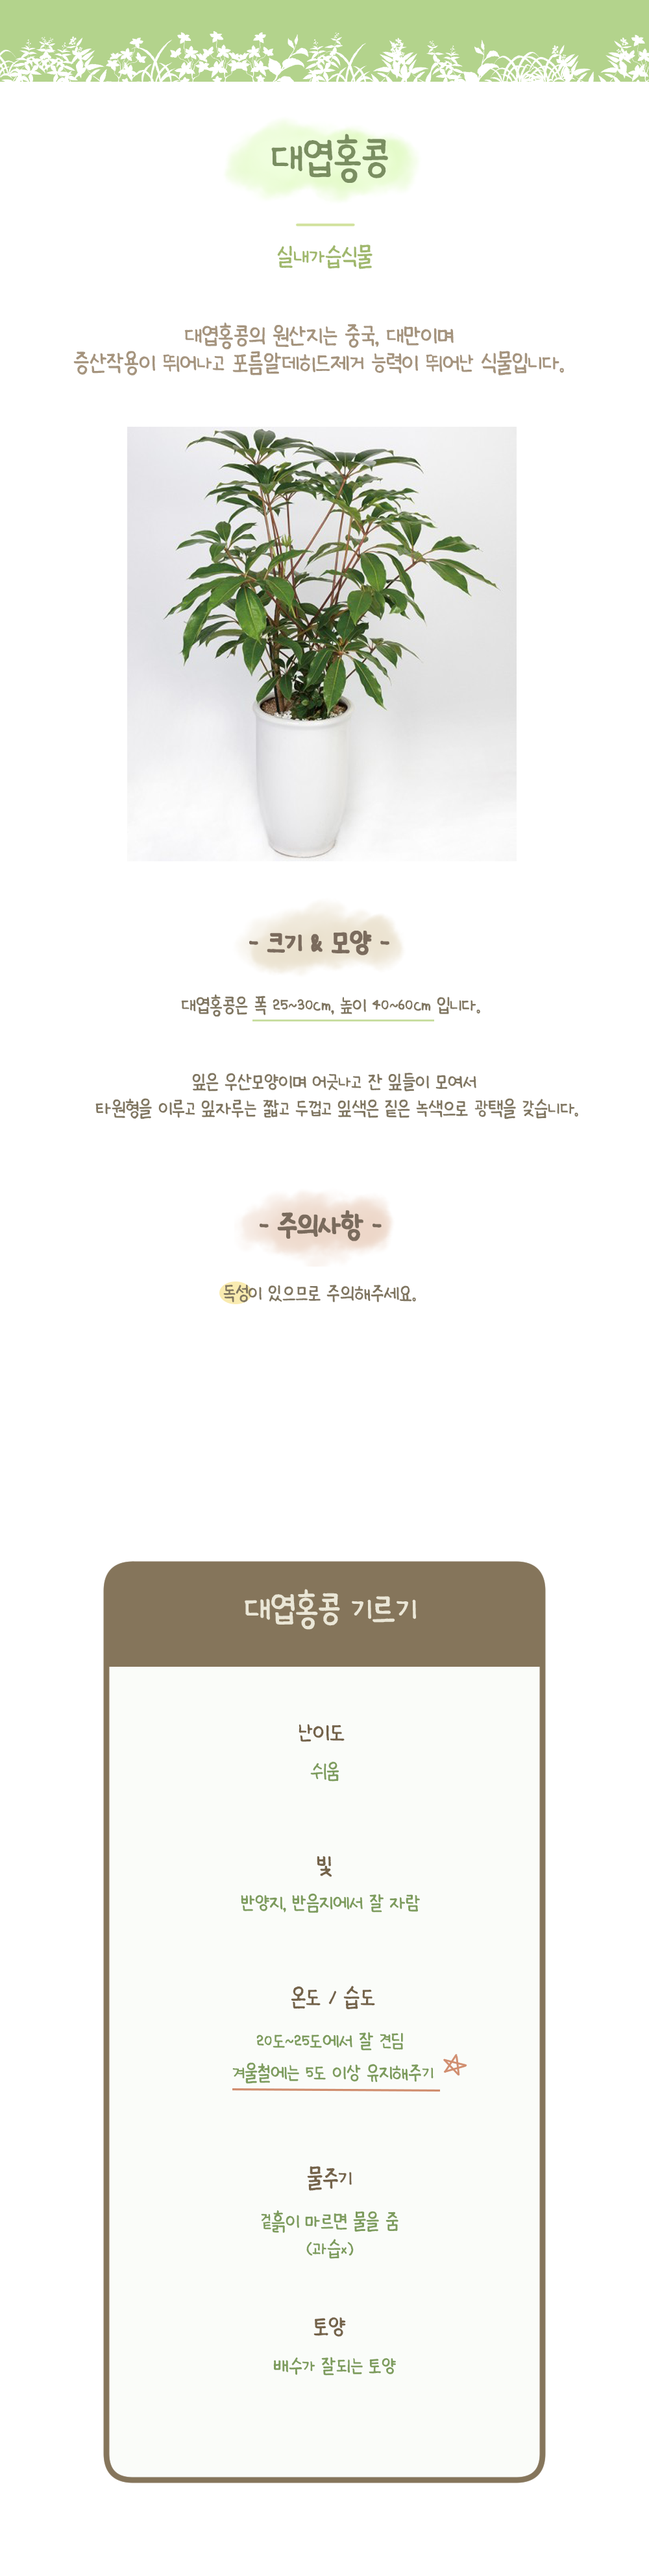 대엽홍콩
실내가습식물
대엽홍콩의 원산지는 중국, 대만이며
증산작용이 뛰어나고 포름알데히드제거 능력이 뛰어난 식물입니다.
- 크기 & 모양 -
대엽홍콩은 폭 25~30cm, 높이 40~60cm 입니다.
잎은 우산모양이며 어긋나고 잔 잎들이 모여서
타원형을 이루고 잎자루는 짧고 두껍고 잎색은 짙은 녹색으로 광택을 갖습니다.
- 주의사항 -
독성이 있으므로 주의해주세요.
대엽홍콩 기르기
난이도
쉬움
빛
반양지, 반음지에서 잘 자람
온도 / 습도
20도~25도에서 잘 견딤
겨울철에는 5도 이상 유지해주기
물주기
겉흙이 마르면 물을 줌
(과습x)
토양
배수가 잘되는 토양